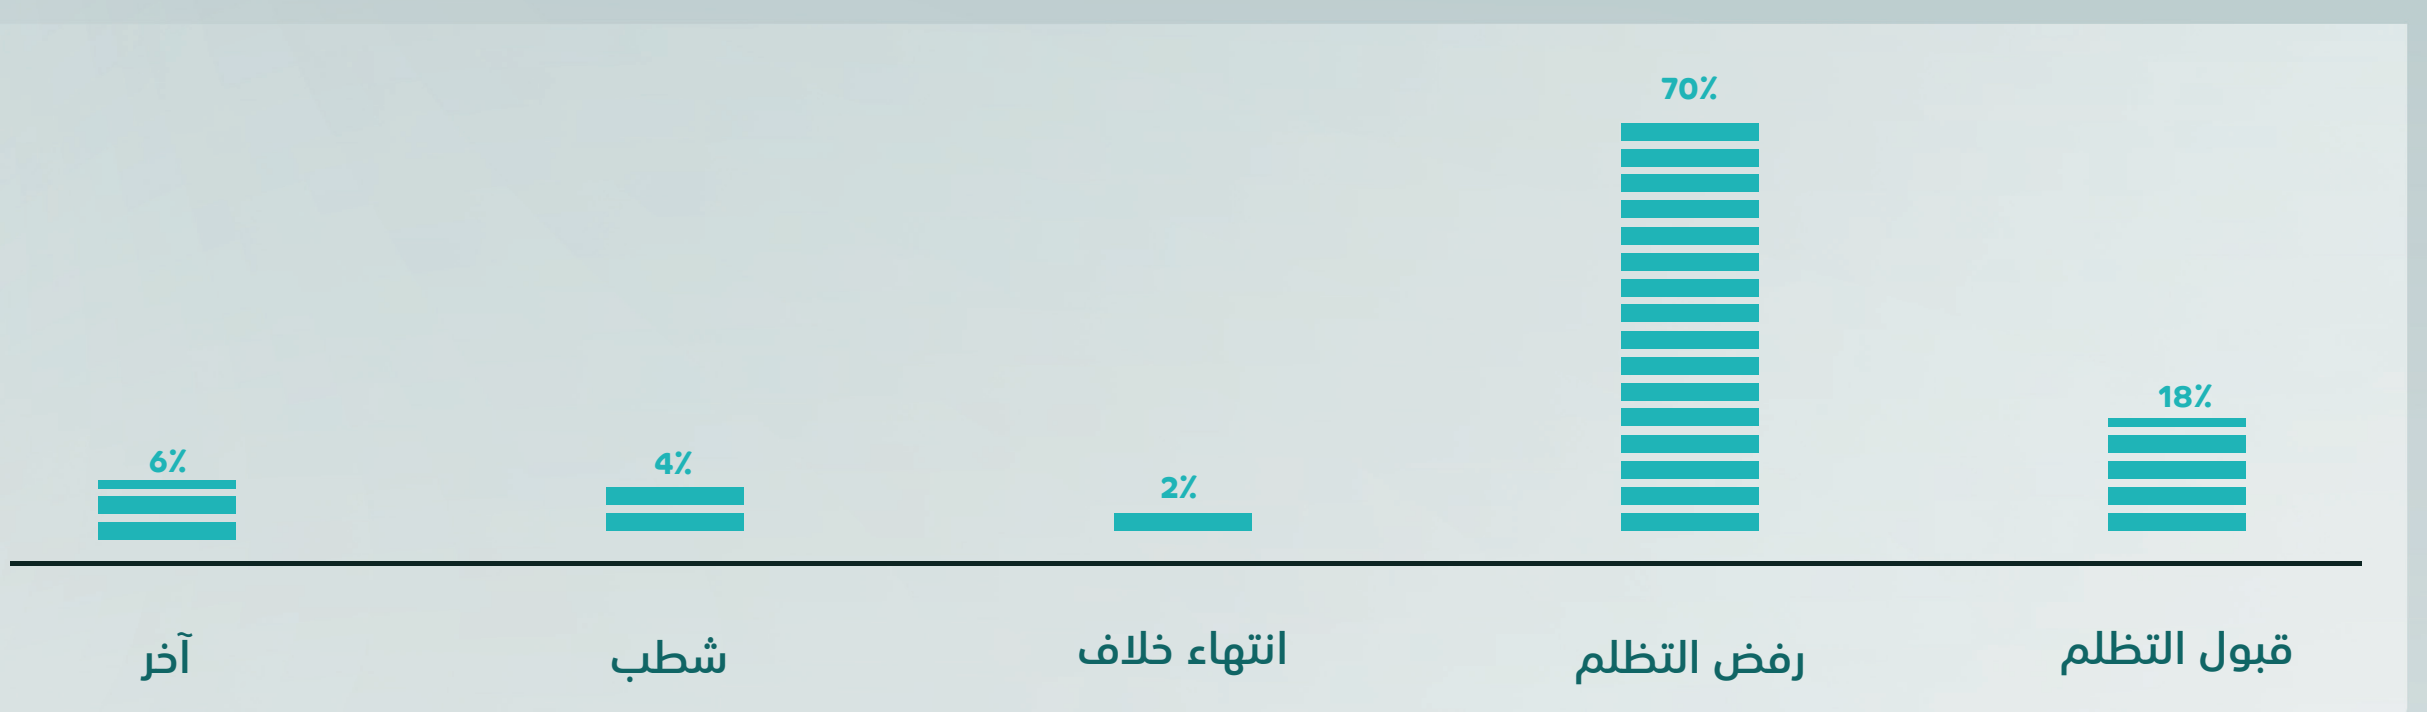 70٪
18٪
2٪
4٪
6٪
قبول التظلم
رفض التظلم
انتهاء خلاف
شطب
آخر